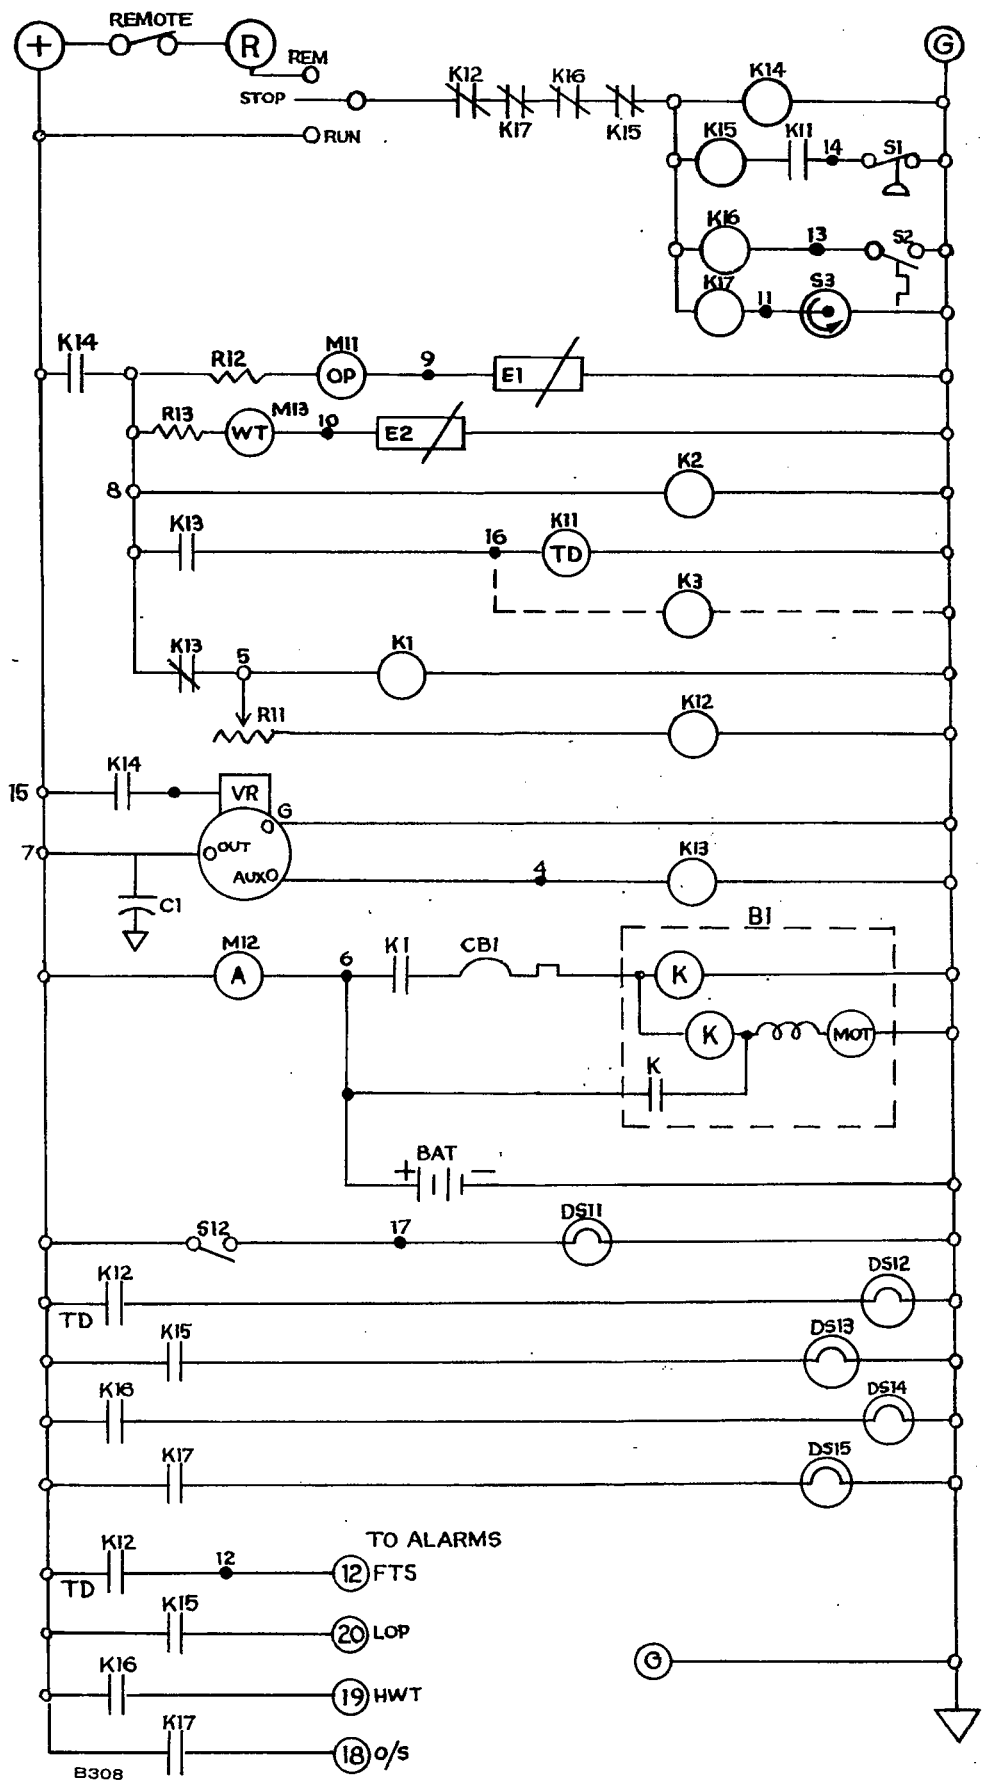 REMOTE
+
R
G
REM
STOP
K12
K17
K16
K15
K14
RUN
K15
K11
14
S1
K16
13
S2
K17
11
S3
K14
R12
M11
OP
9
E1
R13
M13
WT
10
E2
8
K2
K13
16
K11
TD
K3
K13
5
K1
R11
K12
15
K14
VR
G
7
OUT
AUX
4
K13
C1
B1
M12
A
6
K1
CB1
K
K
MOT
K
+
BAT
—
S12
17
DS11
K12
TD
DS12
K15
DS13
K16
DS14
K17
DS15
TO ALARMS
K12
TD
12
12 FTS
K15
20 LOP
G
K16
19 HWT
K17
18 O/S
B308